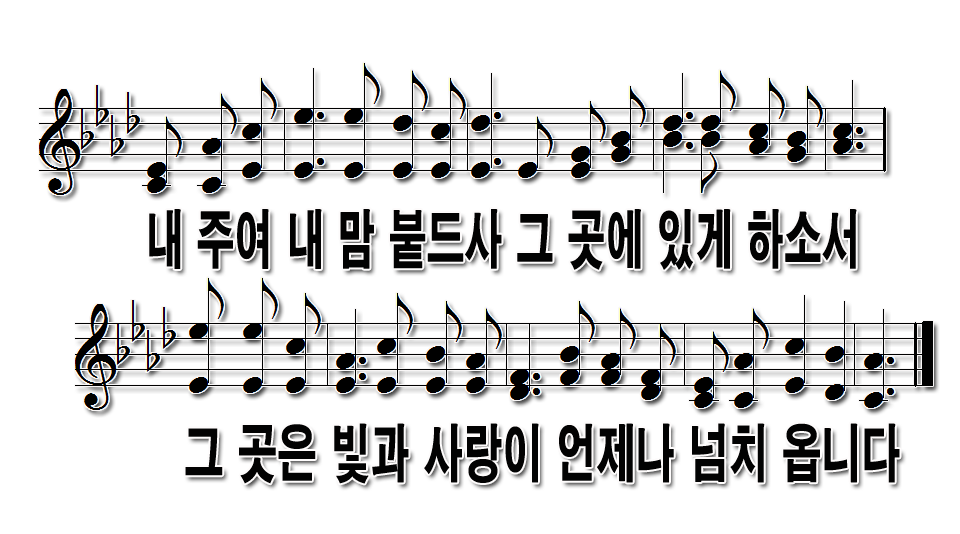 내 주여 내 맘 붙드사 그 곳에 있게 하소서
그 곳은 빛과 사랑이 언제나 넘치 옵니다